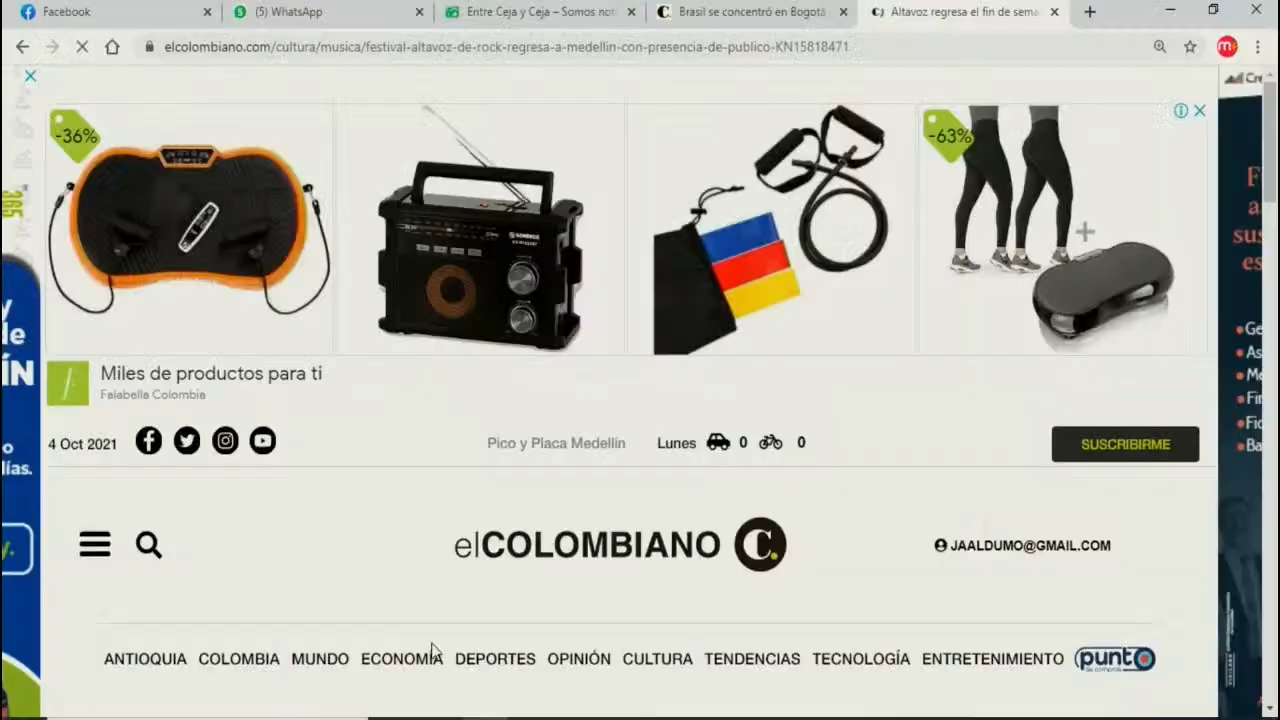 Facebook
(5) WhatsApp
Entre Ceja y Ceja – Somos not
Brasil se concentró en Bogotá
Altavoz regresa el fin de sema
elcolombiano.com/cultura/musica/festival-altavoz-de-rock-regresa-a-medellin-con-presencia-de-publico-KN15818471
-36%
-63%
Miles de productos para ti
Falabella Colombia
4 Oct 2021
Pico y Placa Medellín
Lunes 0 0
SUSCRIBIRME
elCOLOMBIANO C.
JAALDUMO@GMAIL.COM
ANTIOQUIA COLOMBIA MUNDO ECONOMÍA DEPORTES OPINIÓN CULTURA TENDENCIAS TECNOLOGÍA ENTRETENIMIENTO punto